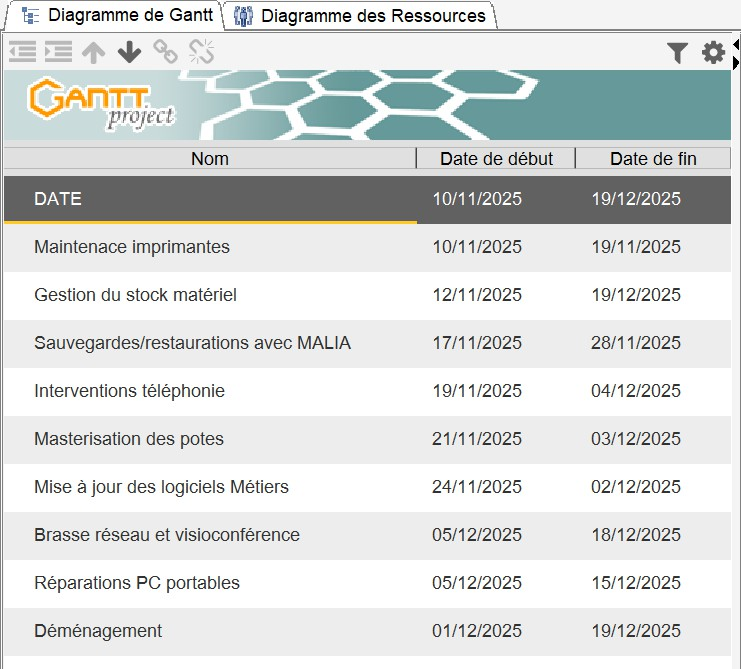 Diagramme de Gantt Diagramme des Ressources
GANTT
project
Nom Date de début Date de fin
DATE 10/11/2025 19/12/2025
Maintenace imprimantes 10/11/2025 19/11/2025
Gestion du stock matériel 12/11/2025 19/12/2025
Sauvegardes/restaurations avec MALIA 17/11/2025 28/11/2025
Interventions téléphonie 19/11/2025 04/12/2025
Masterisation des potes 21/11/2025 03/12/2025
Mise à jour des logiciels Métiers 24/11/2025 02/12/2025
Brasse réseau et visioconférence 05/12/2025 18/12/2025
Réparations PC portables 05/12/2025 15/12/2025
Déménagement 01/12/2025 19/12/2025